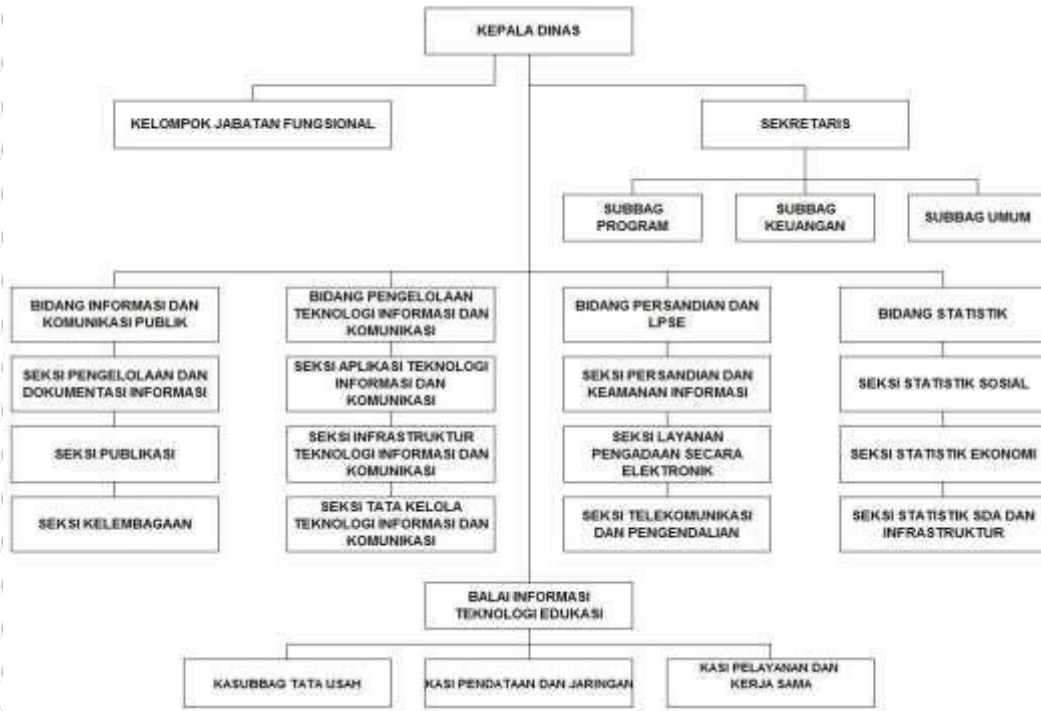 KEPALA DINAS
KELOMPOK JABATAN FUNGSIONAL
SEKRETARIS
SUBBAG
PROGRAM
SUBBAG
KEUANGAN
SUBBAG UMUM
BIDANG INFORMASI DAN
KOMUNIKASI PUBLIK
BIDANG PENGELOLAAN
TEKNOLOGI INFORMASI DAN
KOMUNIKASI
BIDANG PERSANDIAN DAN
LPSE
BIDANG STATISTIK
SEKSI PENGELOLAAN DAN
DOKUMENTASI INFORMASI
SEKSI APLIKASI TEKNOLOGI
INFORMASI DAN
KOMUNIKASI
SEKSI PERSANDIAN DAN
KEAMANAN INFORMASI
SEKSI STATISTIK SOSIAL
SEKSI PUBLIKASI
SEKSI INFRASTRUKTUR
TEKNOLOGI INFORMASI DAN
KOMUNIKASI
SEKSI LAYANAN
PENGADAAN SECARA
ELEKTRONIK
SEKSI STATISTIK EKONOMI
SEKSI KELEMBAGAAN
SEKSI TATA KELOLA
TEKNOLOGI INFORMASI DAN
KOMUNIKASI
SEKSI TELEKOMUNIKASI
DAN PENGENDALIAN
SEKSI STATISTIK SDA DAN
INFRASTRUKTUR
BALAI INFORMASI
TEKNOLOGI EDUKASI
KASUBBAG TATA USAH
KASI PENDATAAN DAN JARINGAN
KASI PELAYANAN DAN
KERJA SAMA